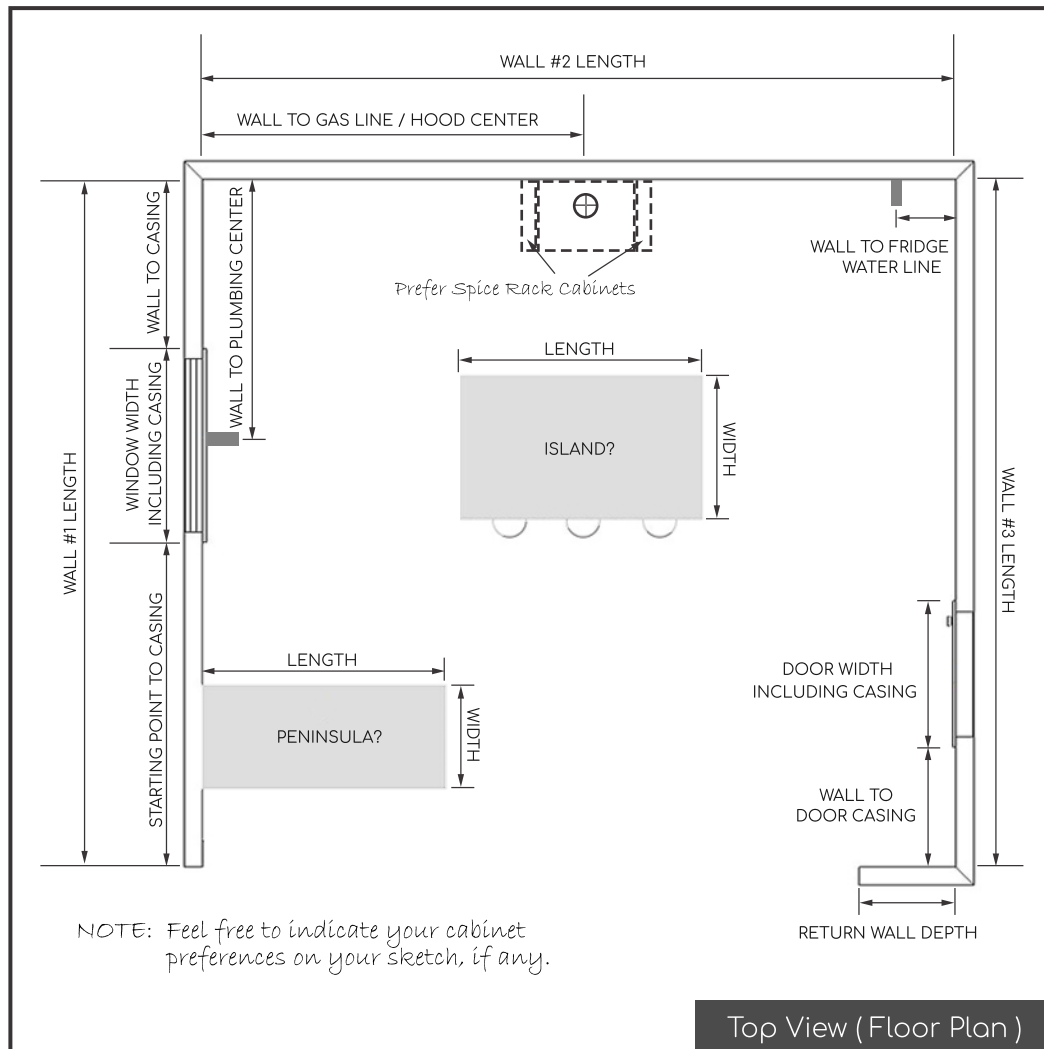 WALL #2 LENGTH
WALL TO GAS LINE / HOOD CENTER
WALL TO CASING
WALL TO PLUMBING CENTER
WALL TO FRIDGE
WATER LINE
Prefer Spice Rack Cabinets
LENGTH
WINDOW WIDTH
INCLUDING CASING
ISLAND?
WIDTH
WALL #1 LENGTH
WALL #3 LENGTH
STARTING POINT TO CASING
LENGTH
DOOR WIDTH
INCLUDING CASING
PENINSULA?
WIDTH
WALL TO
DOOR CASING
NOTE: Feel free to indicate your cabinet
preferences on your sketch, if any.
RETURN WALL DEPTH
Top View ( Floor Plan )